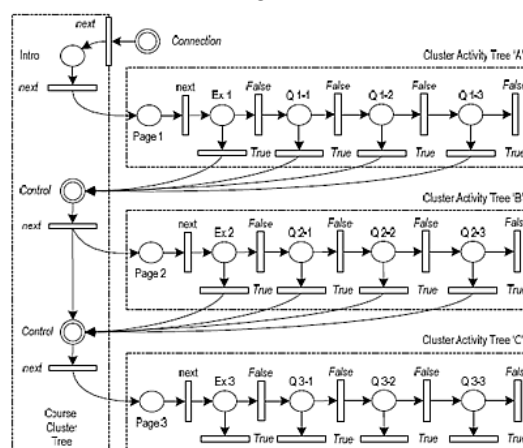 next
Connection
Intro
Cluster Activity Tree 'A'
next
next Ex 1 False Q 1-1 False Q 1-2 False Q 1-3 False
Page 1
True True True True
Control
Cluster Activity Tree 'B'
next
next Ex 2 False Q 2-1 False Q 2-2 False Q 2-3 False
Page 2
True True True True
Control
Cluster Activity Tree 'C'
next
next Ex 3 False Q 3-1 False Q 3-2 False Q 3-3 False
Page 3
Course
Cluster
Tree
True True True True